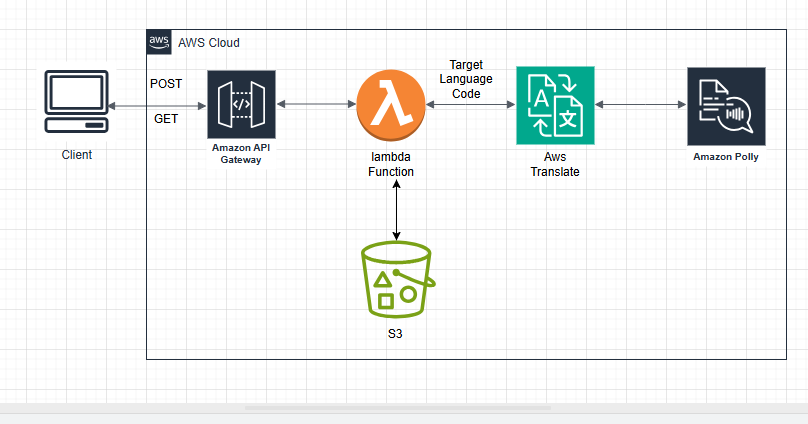 aws
AWS Cloud
POST
GET
Client
Amazon API
Gateway
</>
λ
lambda
Function
Target
Language
Code
A
文
Aws
Translate
Amazon Polly
S3